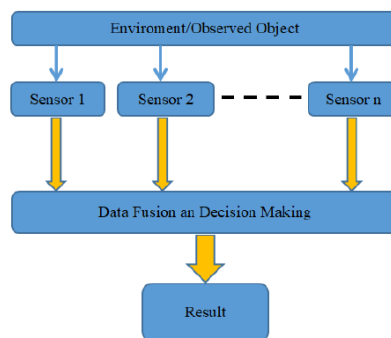 Enviroment/Observed Object
Sensor 1 Sensor 2 Sensor n
Data Fusion an Decision Making
Result